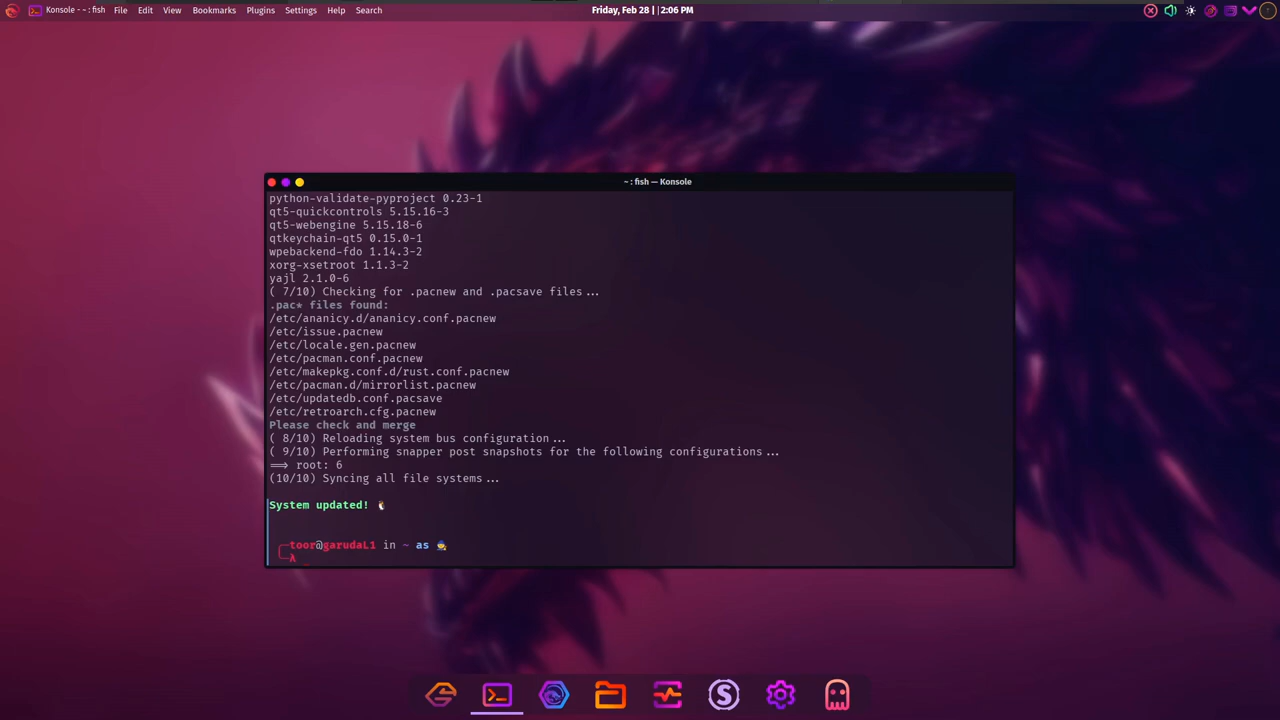 Konsole - ~ : fish File Edit View Bookmarks Plugins Settings Help Search
Friday, Feb 28 | 2:06 PM
~ : fish — Konsole
python-validate-pyproject 0.23-1
qt5-quickcontrols 5.15.16-3
qt5-webengine 5.15.18-6
qtkeychain-qt5 0.15.0-1
wpebackend-fdo 1.14.3-2
xorg-xsetroot 1.1.3-2
yajl 2.1.0-6
( 7/10) Checking for .pacnew and .pacsave files...
.pac* files found:
/etc/ananicy.d/ananicy.conf.pacnew
/etc/issue.pacnew
/etc/locale.gen.pacnew
/etc/pacman.conf.pacnew
/etc/makepkg.conf.d/rust.conf.pacnew
/etc/pacman.d/mirrorlist.pacnew
/etc/updatedb.conf.pacsave
/etc/retroarch.cfg.pacnew
Please check and merge
( 8/10) Reloading system bus configuration...
( 9/10) Performing snapper post snapshots for the following configurations...
==> root: 6
(10/10) Syncing all file systems...
System updated! 🐧
╭─toor@garudaL1 in ~ as 🧙
╰─λ